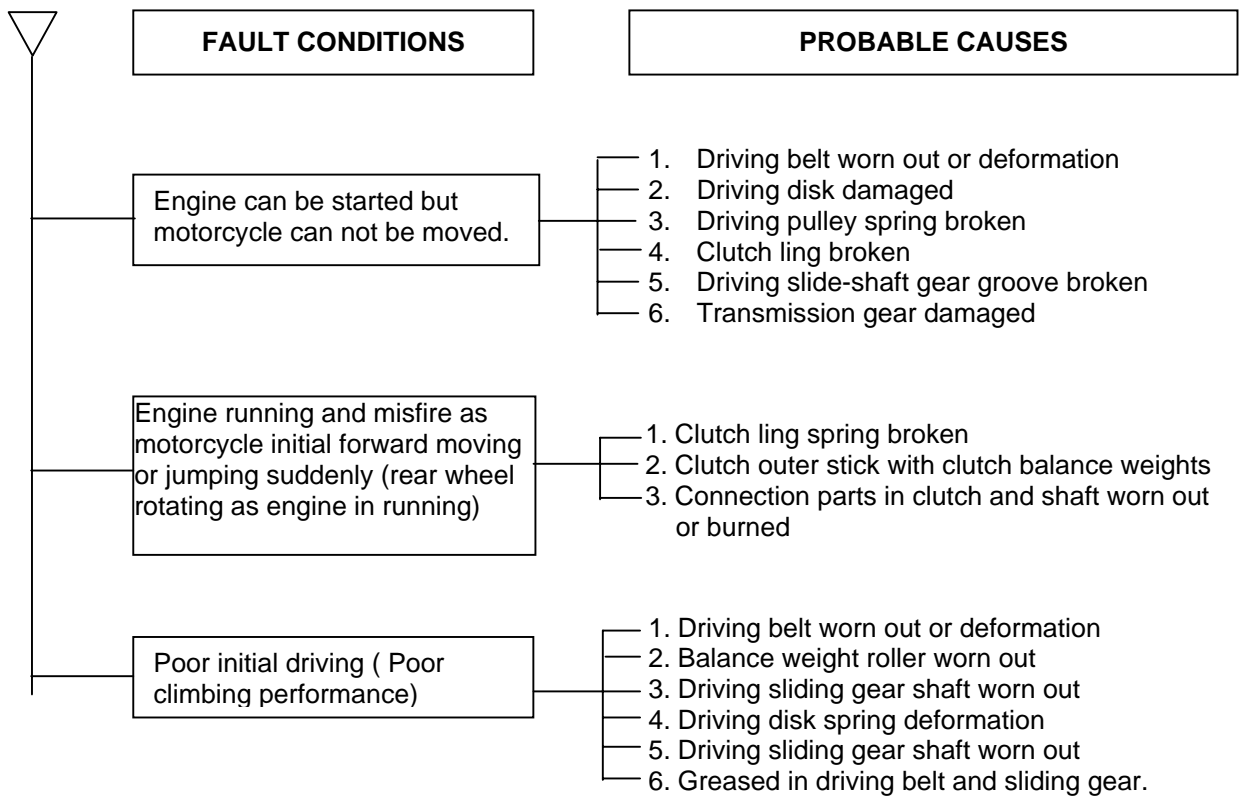 FAULT CONDITIONS
PROBABLE CAUSES
Engine can be started but
motorcycle can not be moved.
1. Driving belt worn out or deformation
2. Driving disk damaged
3. Driving pulley spring broken
4. Clutch ling broken
5. Driving slide-shaft gear groove broken
6. Transmission gear damaged
Engine running and misfire as
motorcycle initial forward moving
or jumping suddenly (rear wheel
rotating as engine in running)
1. Clutch ling spring broken
2. Clutch outer stick with clutch balance weights
3. Connection parts in clutch and shaft worn out
or burned
Poor initial driving ( Poor
climbing performance)
1. Driving belt worn out or deformation
2. Balance weight roller worn out
3. Driving sliding gear shaft worn out
4. Driving disk spring deformation
5. Driving sliding gear shaft worn out
6. Greased in driving belt and sliding gear.